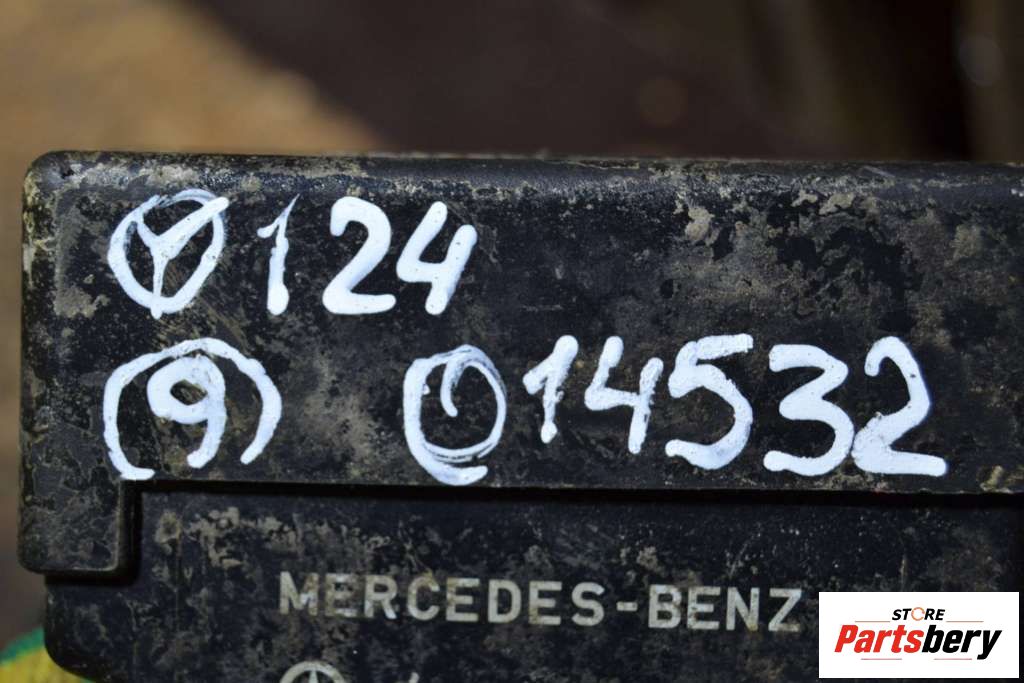 124
(9) 14532
MERCEDES-BENZ
STORE
Partsbery